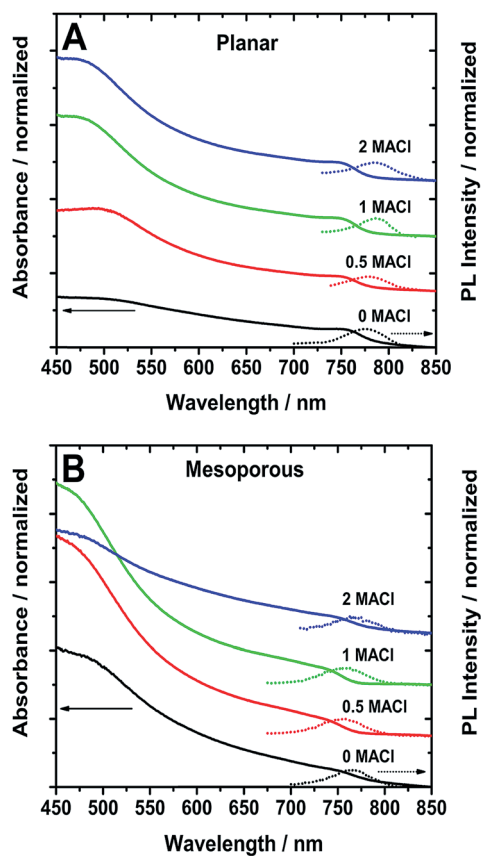 A
Planar
Absorbance / normalized
PL Intensity / normalized
2 MACl
1 MACl
0.5 MACl
0 MACl
450 500 550 600 650 700 750 800 850
Wavelength / nm
B
Mesoporous
Absorbance / normalized
PL Intensity / normalized
2 MACl
1 MACl
0.5 MACl
0 MACl
450 500 550 600 650 700 750 800 850
Wavelength / nm